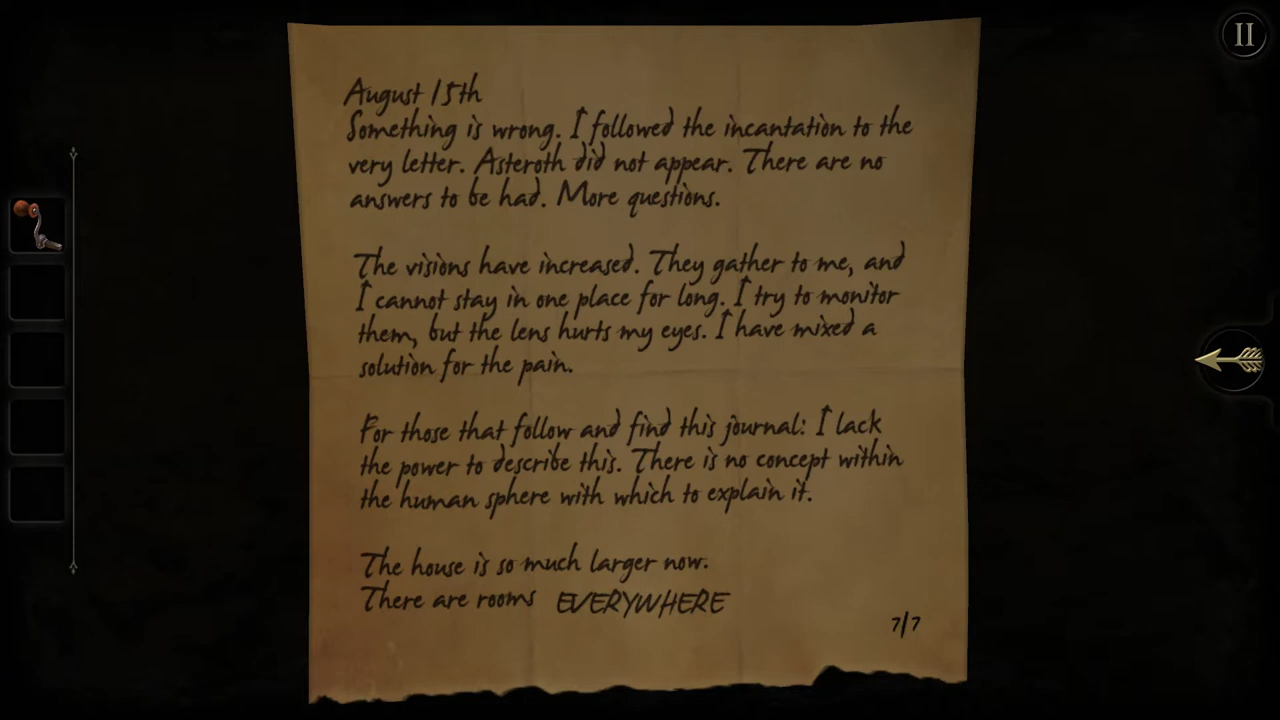 August 15th
Something is wrong. I followed the incantation to the
very letter. Asteroth did not appear. There are no
answers to be had. More questions.
The visions have increased. They gather to me, and
I cannot stay in one place for long. I try to monitor
them, but the lens hurts my eyes. I have mixed a
solution for the pain.
For those that follow and find this journal: I lack
the power to describe this. There is no concept within
the human sphere with which to explain it.
The house is so much larger now.
There are rooms EVERYWHERE
7/7